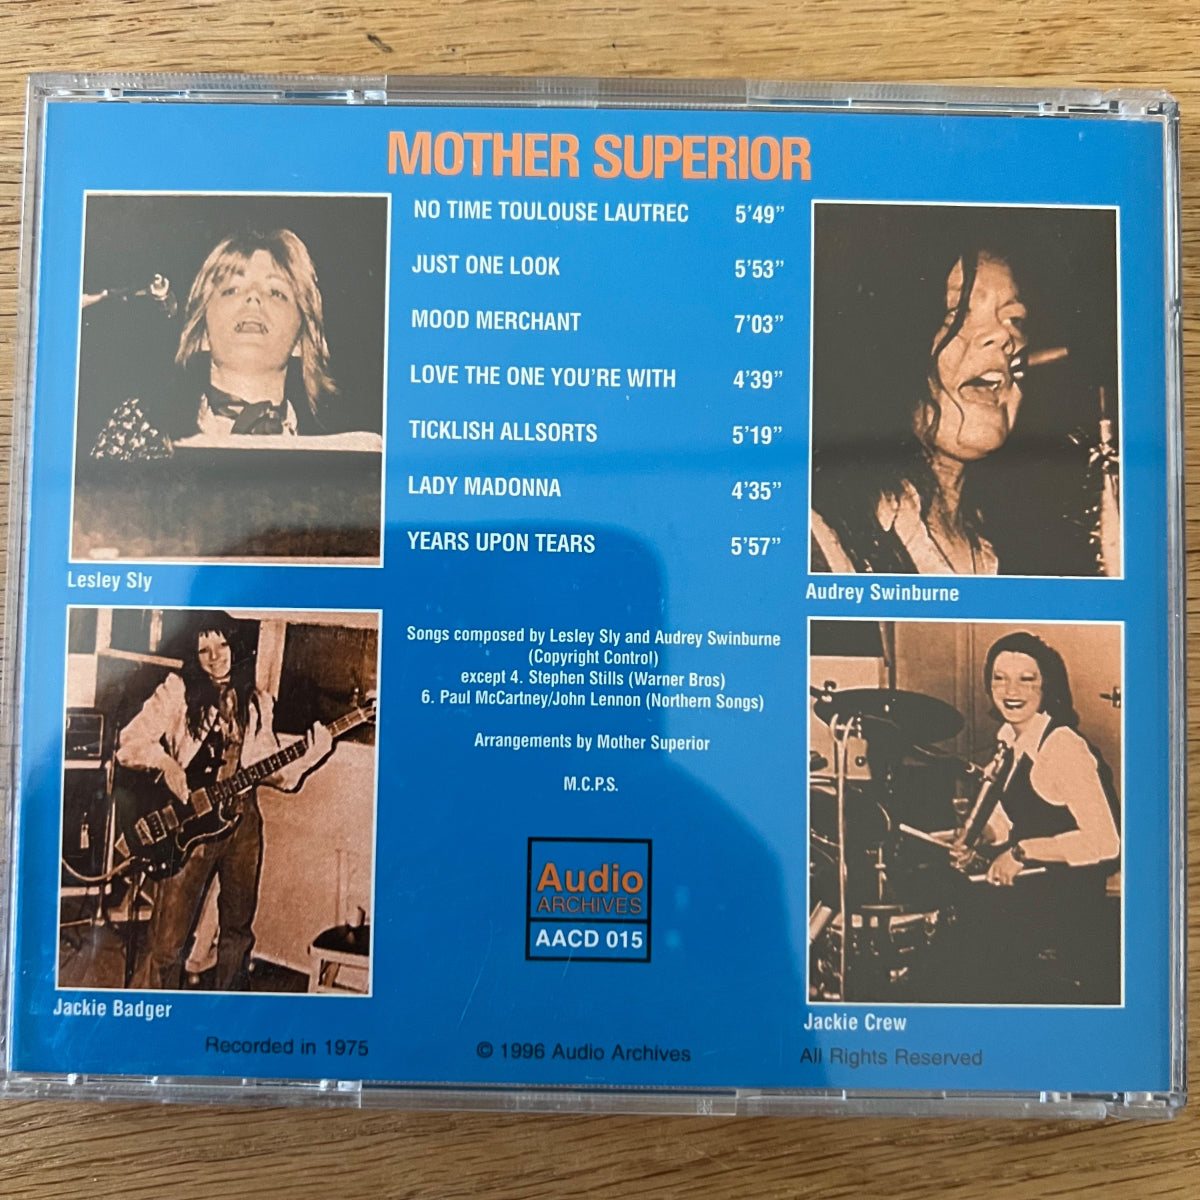 MOTHER SUPERIOR
NO TIME TOULOUSE LAUTREC 5'49"
JUST ONE LOOK 5'53"
MOOD MERCHANT 7'03"
LOVE THE ONE YOU'RE WITH 4'39"
TICKLISH ALLSORTS 5'19"
LADY MADONNA 4'35"
YEARS UPON TEARS 5'57"
Lesley Sly
Audrey Swinburne
Songs composed by Lesley Sly and Audrey Swinburne
(Copyright Control)
except 4. Stephen Stills (Warner Bros)
6. Paul McCartney/John Lennon (Northern Songs)
Arrangements by Mother Superior
M.C.P.S.
Audio
ARCHIVES
AACD 015
Jackie Badger
Jackie Crew
Recorded in 1975 © 1996 Audio Archives All Rights Reserved